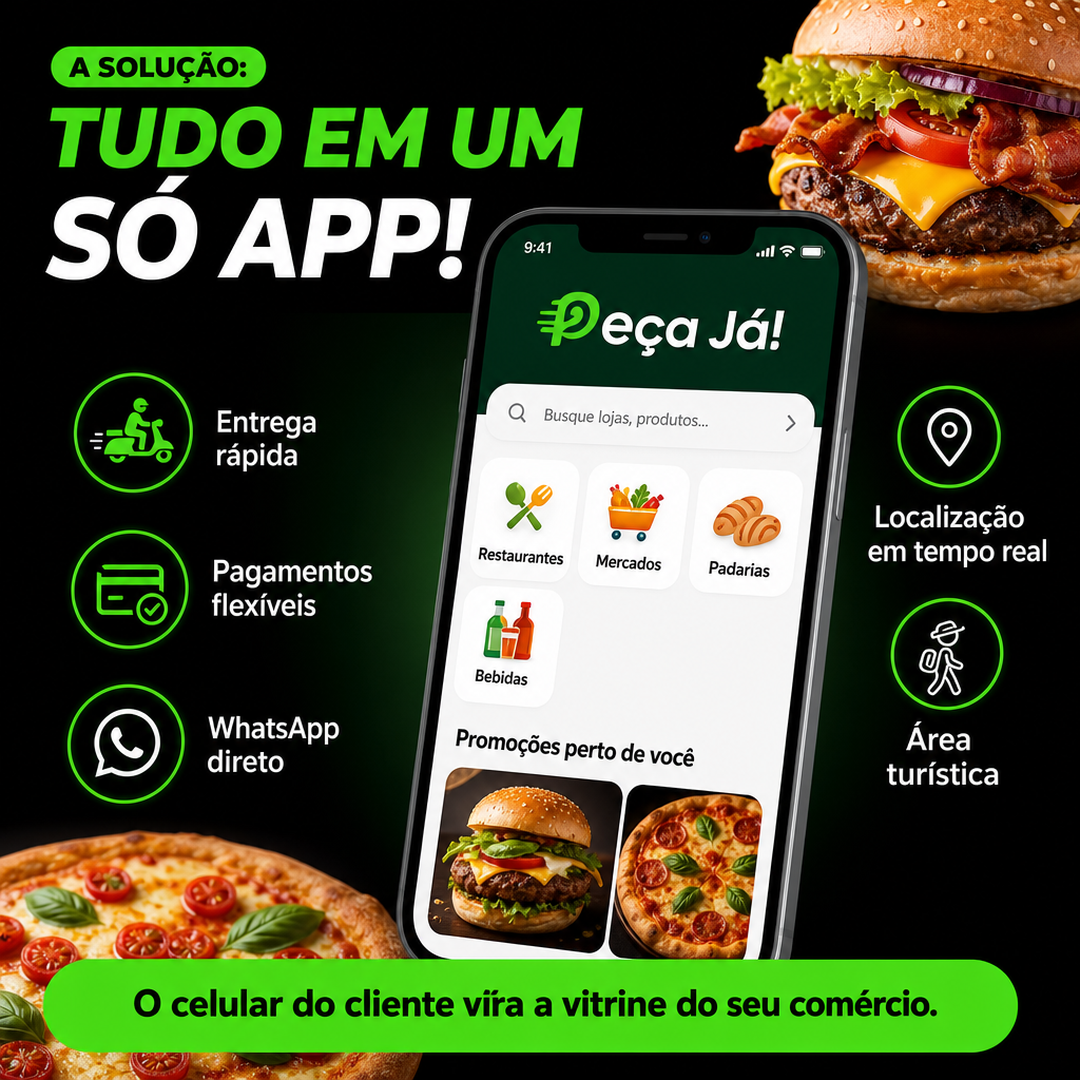 A SOLUÇÃO:
TUDO EM UM
SÓ APP!
9:41
Peça Já!
Busque lojas, produtos...
Restaurantes
Mercados
Padarias
Bebidas
Promoções perto de você
Entrega
rápida
Pagamentos
flexíveis
WhatsApp
direto
Localização
em tempo real
Área
turística
O celular do cliente vira a vitrine do seu comércio.